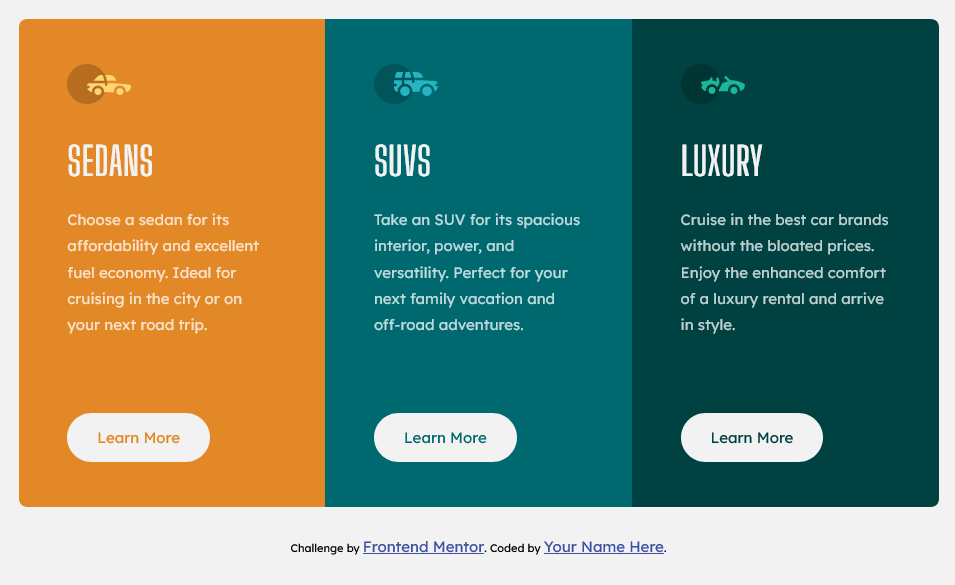 SEDANS
Choose a sedan for its
affordability and excellent
fuel economy. Ideal for
cruising in the city or on
your next road trip.
Learn More
SUVS
Take an SUV for its spacious
interior, power, and
versatility. Perfect for your
next family vacation and
off-road adventures.
Learn More
LUXURY
Cruise in the best car brands
without the bloated prices.
Enjoy the enhanced comfort
of a luxury rental and arrive
in style.
Learn More
Challenge by Frontend Mentor. Coded by Your Name Here.